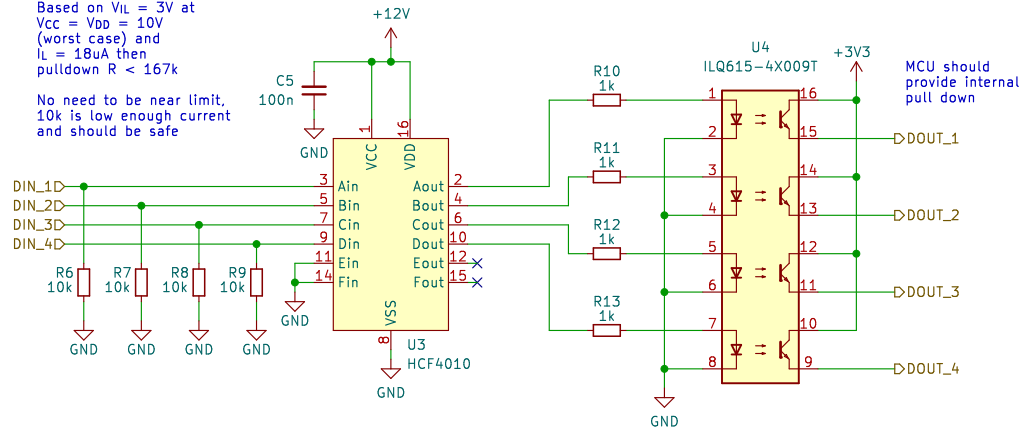 Based on VIL = 3V at
VCC = VDD = 10V
(worst case) and
IL = 18uA then
pulldown R < 167k
No need to be near limit,
10k is low enough current
and should be safe
+12V
C5
100n
GND
1
16
VCC
VDD
DIN_1
DIN_2
DIN_3
DIN_4
R6
10k
R7
10k
R8
10k
R9
10k
GND
GND
GND
GND
3
5
7
9
11
14
Ain
Bin
Cin
Din
Ein
Fin
GND
Aout
Bout
Cout
Dout
Eout
Fout
2
4
6
10
12
15
VSS
8
U3
HCF4010
GND
R10
1k
R11
1k
R12
1k
R13
1k
U4
ILQ615-4X009T
1
2
3
4
5
6
7
8
16
15
14
13
12
11
10
9
GND
+3V3
MCU should
provide internal
pull down
DOUT_1
DOUT_2
DOUT_3
DOUT_4